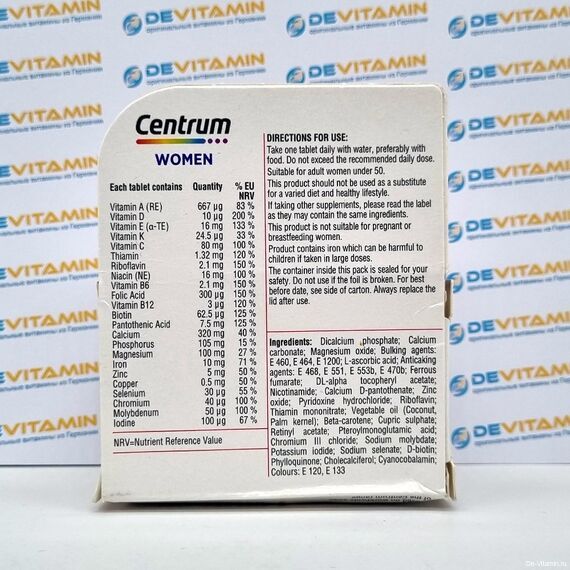 Centrum
WOMEN
Each tablet contains Quantity % EU NRV
Vitamin A (RE) 667 µg 83 %
Vitamin D 10 µg 200 %
Vitamin E (α-TE) 16 mg 133 %
Vitamin K 24.5 µg 33 %
Vitamin C 80 mg 100 %
Thiamin 1.32 mg 120 %
Riboflavin 2.1 mg 150 %
Niacin (NE) 16 mg 100 %
Vitamin B6 2.1 mg 150 %
Folic Acid 300 µg 150 %
Vitamin B12 3 µg 120 %
Biotin 62.5 µg 125 %
Pantothenic Acid 7.5 mg 125 %
Calcium 320 mg 40 %
Phosphorus 105 mg 15 %
Magnesium 100 mg 27 %
Iron 10 mg 71 %
Zinc 5 mg 50 %
Copper 0.5 mg 50 %
Selenium 30 µg 55 %
Chromium 40 µg 100 %
Molybdenum 50 µg 100 %
Iodine 100 µg 67 %
NRV=Nutrient Reference Value
DIRECTIONS FOR USE:
Take one tablet daily with water, preferably with
food. Do not exceed the recommended daily dose.
Suitable for adult women under 50.
This product should not be used as a substitute
for a varied diet and healthy lifestyle.
If taking other supplements, please read the label
as they may contain the same ingredients.
This product is not suitable for pregnant or
breastfeeding women.
Product contains iron which can be harmful to
children if taken in large doses.
The container inside this pack is sealed for your
safety. Do not use if the foil is broken. For best
before date, see side of carton. Always replace the
lid after use.
Ingredients: Dicalcium phosphate; Calcium
carbonate; Magnesium oxide; Bulking agents:
E 460, E 464, E 1200; L-ascorbic acid; Anticaking
agents: E 468, E 551, E 553b, E 470b; Ferrous
fumarate; DL-alpha tocopheryl acetate;
Nicotinamide; Calcium D-pantothenate; Zinc
oxide; Pyridoxine hydrochloride; Riboflavin;
Thiamin mononitrate; Vegetable oil (Coconut,
Palm kernel); Beta-carotene; Cupric sulphate;
Retinyl acetate; Pteroylmonoglutamic acid;
Chromium III chloride; Sodium molybdate;
Potassium iodide; Sodium selenate; D-biotin;
Phylloquinone; Cholecalciferol; Cyanocobalamin;
Colours: E 120, E 133
DEVITAMIN
оригинальные витамины из Германии
De-Vitamin.ru